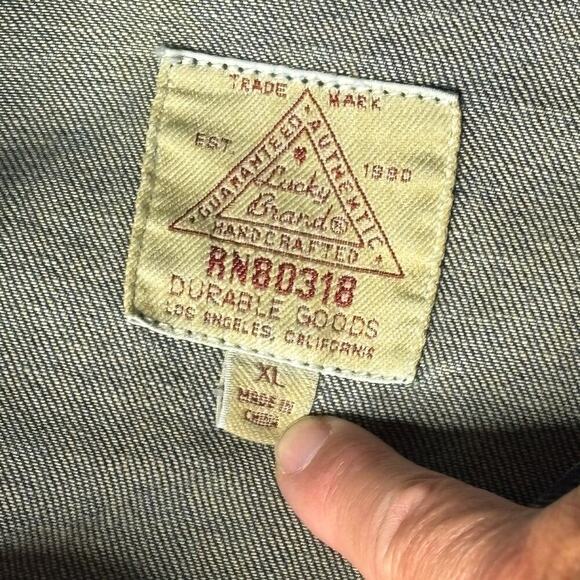 TRADE MARK
EST 1990
GUARANTEED • AUTHENTIC
Lucky
Brand®
HANDCRAFTED
RN80318
DURABLE GOODS
LOS ANGELES, CALIFORNIA
XL
MADE IN
CHINA